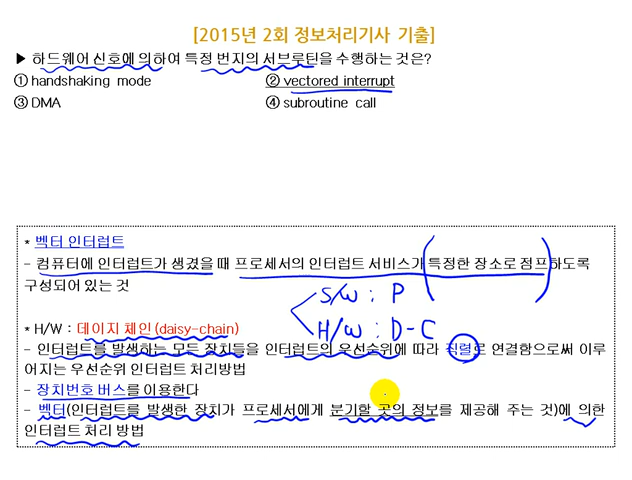 [2015년 2회 정보처리기사 기출]
▶ 하드웨어 신호에 의하여 특정 번지의 서브루틴을 수행하는 것은?
① handshaking mode ② vectored interrupt
③ DMA ④ subroutine call
* 벡터 인터럽트
- 컴퓨터에 인터럽트가 생겼을 때 프로세서의 인터럽트 서비스가 특정한 장소로 점프하도록
구성되어 있는 것
S/W : P
H/W : D-C
* H/W : 데이지 체인(daisy-chain)
- 인터럽트를 발생하는 모든 장치들을 인터럽트의 우선순위에 따라 직렬로 연결함으로써 이루
어지는 우선순위 인터럽트 처리방법
- 장치번호 버스를 이용한다
- 벡터(인터럽트를 발생한 장치가 프로세서에게 분기할 곳의 정보를 제공해 주는 것)에 의한
인터럽트 처리 방법